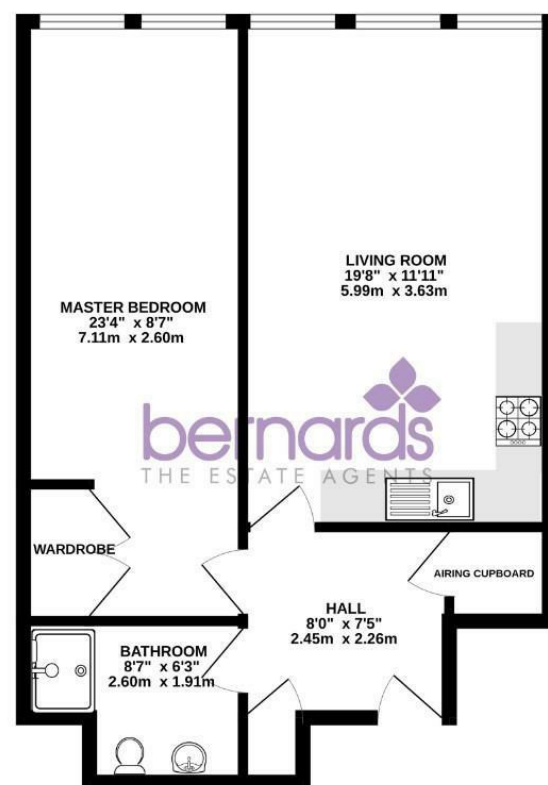 LIVING ROOM
19'8" x 11'11"
5.99m x 3.63m
MASTER BEDROOM
23'4" x 8'7"
7.11m x 2.60m
bernards
THE ESTATE AGENTS
WARDROBE
AIRING CUPBOARD
HALL
8'0" x 7'5"
2.45m x 2.26m
BATHROOM
8'7" x 6'3"
2.60m x 1.91m